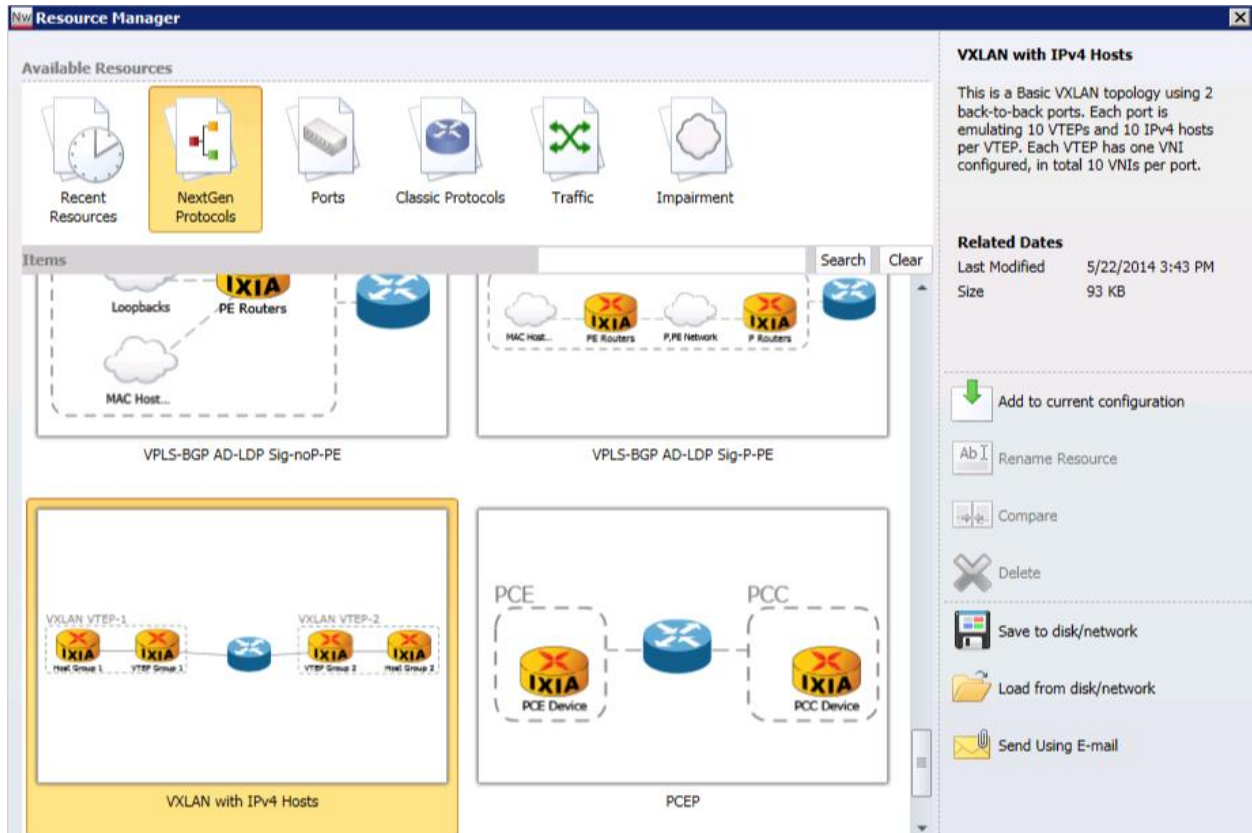 Nw Resource Manager
Available Resources
Recent
Resources
NextGen
Protocols
Ports
Classic Protocols
Traffic
Impairment
Items
Search
Clear
Loopbacks
IXIA
PE Routers
MAC Host...
VPLS-BGP AD-LDP Sig-noP-PE
MAC Host...
IXIA
PE Routers
P,PE Network
IXIA
P Routers
VPLS-BGP AD-LDP Sig-P-PE
VXLAN VTEP-1
IXIA
Host Group 1
IXIA
VTEP Group 1
VXLAN VTEP-2
IXIA
VTEP Group 2
IXIA
Host Group 2
VXLAN with IPv4 Hosts
PCE
IXIA
PCE Device
PCC
IXIA
PCC Device
PCEP
VXLAN with IPv4 Hosts
This is a Basic VXLAN topology using 2
back-to-back ports. Each port is
emulating 10 VTEPs and 10 IPv4 hosts
per VTEP. Each VTEP has one VNI
configured, in total 10 VNIs per port.
Related Dates
Last Modified 5/22/2014 3:43 PM
Size 93 KB
Add to current configuration
Ab Rename Resource
Compare
Delete
Save to disk/network
Load from disk/network
Send Using E-mail